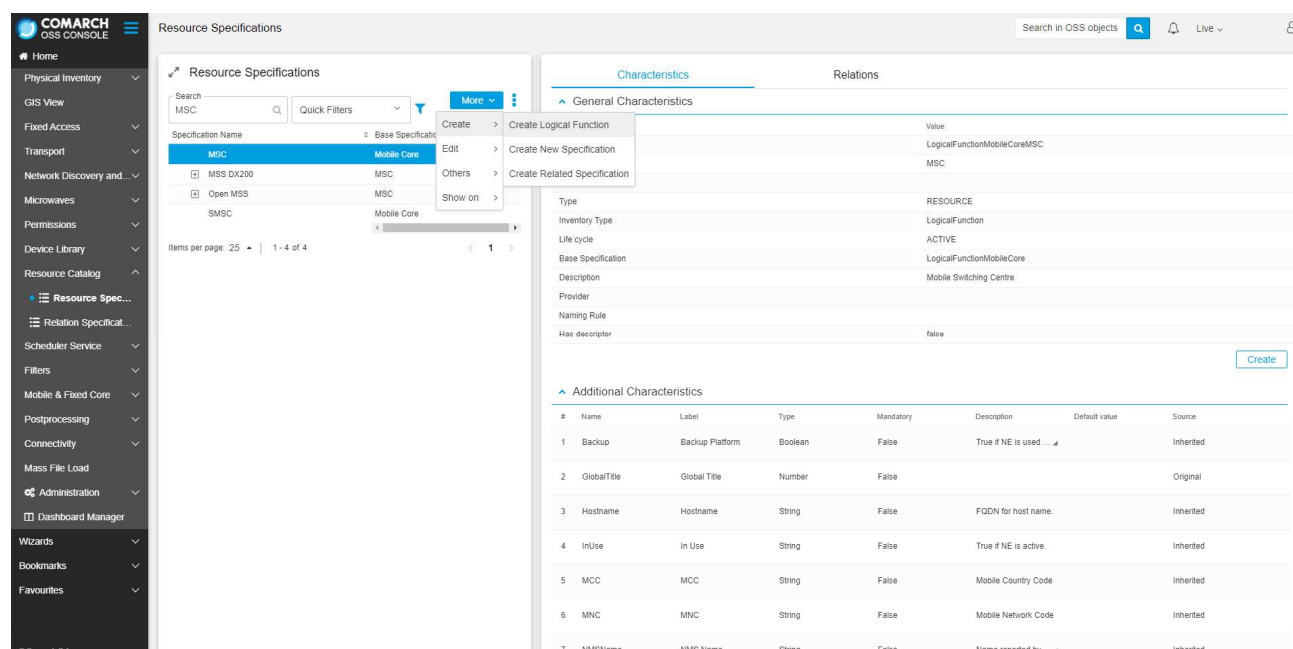 COMARCH
OSS CONSOLE
Resource Specifications
Search in OSS objects
Live
Home
Physical Inventory
GIS View
Fixed Access
Transport
Network Discovery and...
Microwaves
Permissions
Device Library
Resource Catalog
Resource Spec...
Relation Specificat...
Scheduler Service
Filters
Mobile & Fixed Core
Postprocessing
Connectivity
Mass File Load
Administration
Dashboard Manager
Wizards
Bookmarks
Favourites
Resource Specifications
Search
MSC
Quick Filters
More
Specification Name Base Specificatio
MSC Mobile Core
MSS DX200 MSC
Open MSS MSC
SMSC Mobile Core
Items per page: 25 1 - 4 of 4 < 1 >
Create >
Edit >
Others >
Show on >
Create Logical Function
Create New Specification
Create Related Specification
Characteristics Relations
General Characteristics
Value
LogicalFunctionMobileCoreMSC
MSC
Type RESOURCE
Inventory Type LogicalFunction
Life cycle ACTIVE
Base Specification LogicalFunctionMobileCore
Description Mobile Switching Centre
Provider
Naming Rule
Has descriptor false
Create
Additional Characteristics
# Name Label Type Mandatory Description Default value Source
1 Backup Backup Platform Boolean False True if NE is used ... Inherited
2 GlobalTitle Global Title Number False Original
3 Hostname Hostname String False FQDN for host name. Inherited
4 InUse In Use String False True if NE is active. Inherited
5 MCC MCC String False Mobile Country Code Inherited
6 MNC MNC String False Mobile Network Code Inherited
7 NMSName NMS Name String False Name reported by Inherited